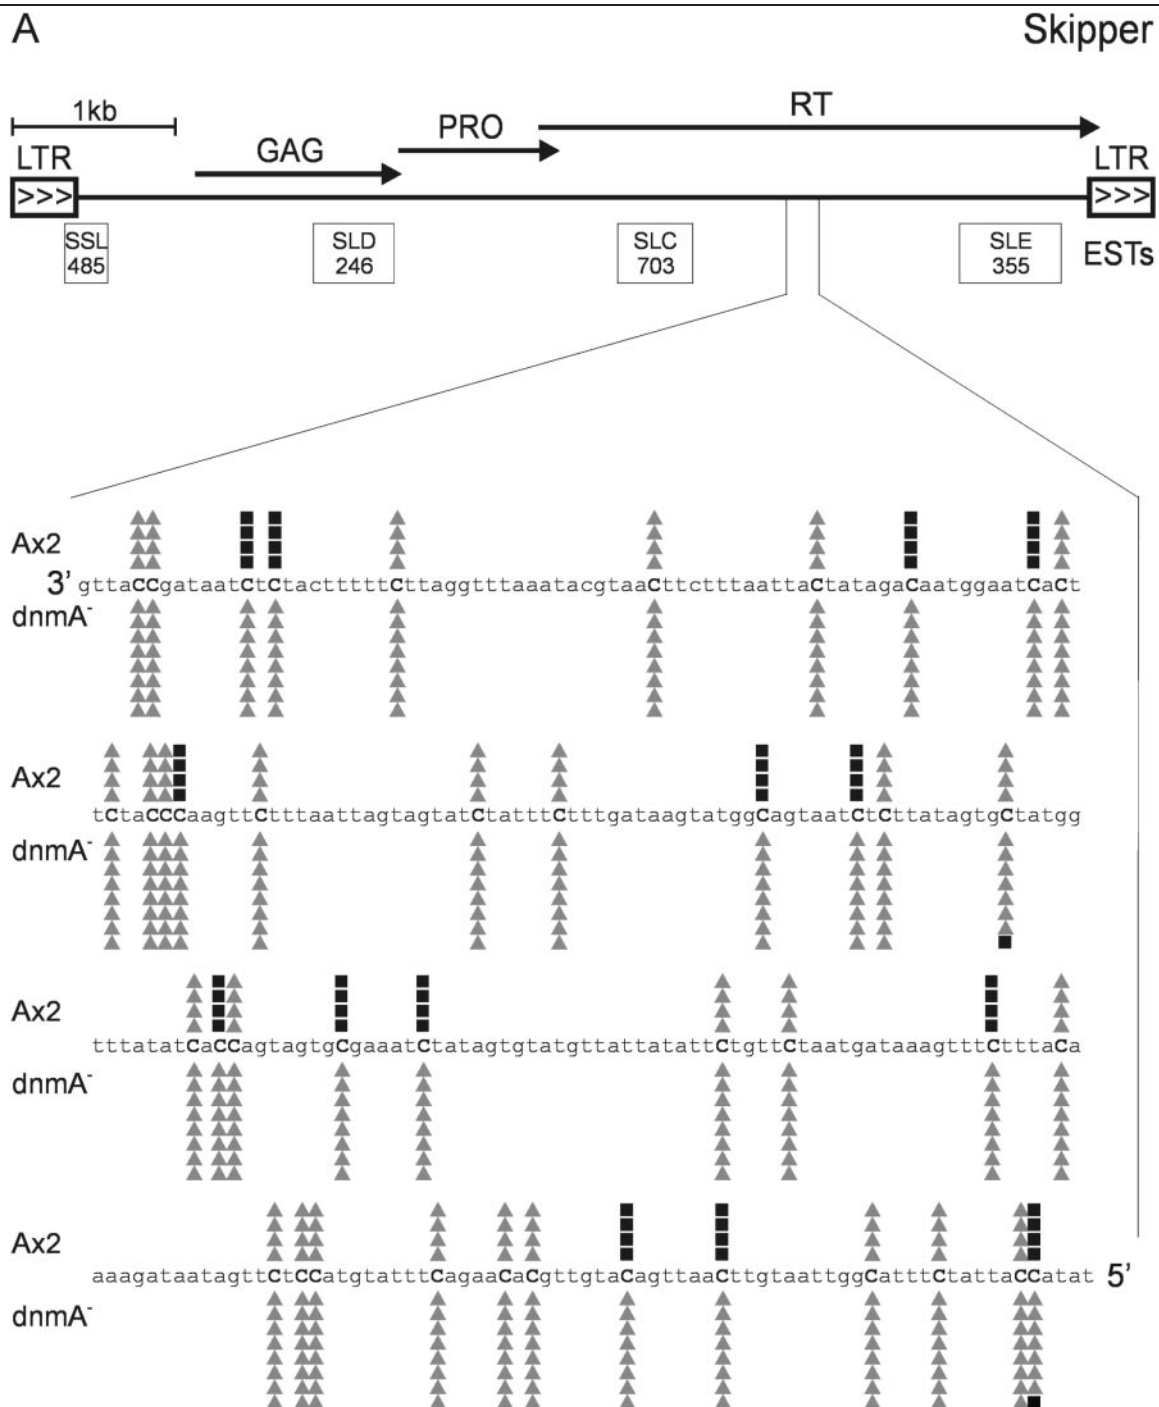 A Skipper
1kb
RT
PRO
GAG
LTR LTR
>>> >>>
SSL 485
SLD 246
SLC 703
SLE 355
ESTs
Ax2
3' gttaCCgataatCtCtactttttCttaggtttaaatacgtaaCttctttaattaCtatagaCaatggaatCaCt
dnmA-
Ax2
tCtaCCCaagttCtttaattagtagtatCtatttCtttgataagtatggCagtaatCtCttatagtgCtatgg
dnmA-
Ax2
tttatatCaCCagtagtgCgaaatCtatagtgtatgttattatattCtgttCtaatgataaagtttCtttaCa
dnmA-
Ax2
aaagataatagttCtCCatgtatttCagaaCaCgttgtaCagttaaCttgtaattggCatttCtattaCCatat 5'
dnmA-